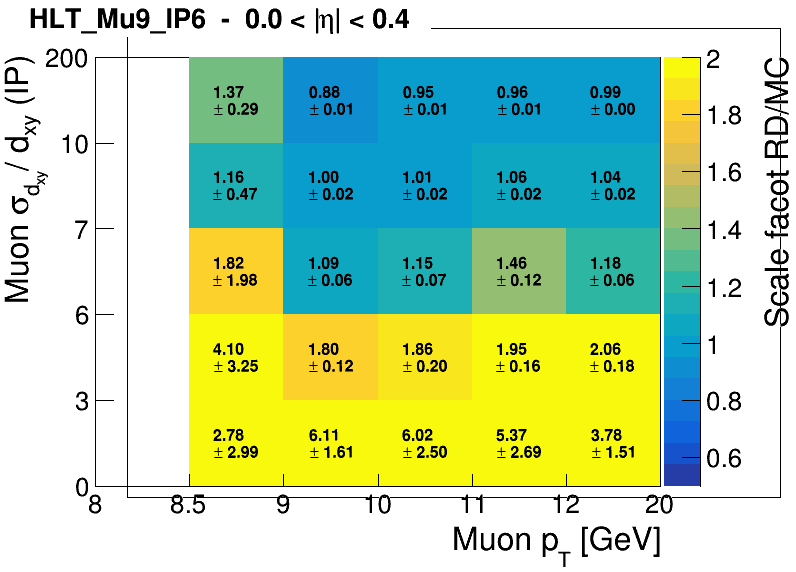 HLT_Mu9_IP6 - 0.0 < |η| < 0.4
Muon σ_{d_{xy}} / d_{xy} (IP)
200
10
7
6
3
0
1.37 0.88 0.95 0.96 0.99
± 0.29 ± 0.01 ± 0.01 ± 0.01 ± 0.00
1.16 1.00 1.01 1.06 1.04
± 0.47 ± 0.02 ± 0.02 ± 0.02 ± 0.02
1.82 1.09 1.15 1.46 1.18
± 1.98 ± 0.06 ± 0.07 ± 0.12 ± 0.06
4.10 1.80 1.86 1.95 2.06
± 3.25 ± 0.12 ± 0.20 ± 0.16 ± 0.18
2.78 6.11 6.02 5.37 3.78
± 2.99 ± 1.61 ± 2.50 ± 2.69 ± 1.51
8 8.5 9 10 11 12 20
Muon p_T [GeV]
2
1.8
1.6
1.4
1.2
1
0.8
0.6
Scale facot RD/MC